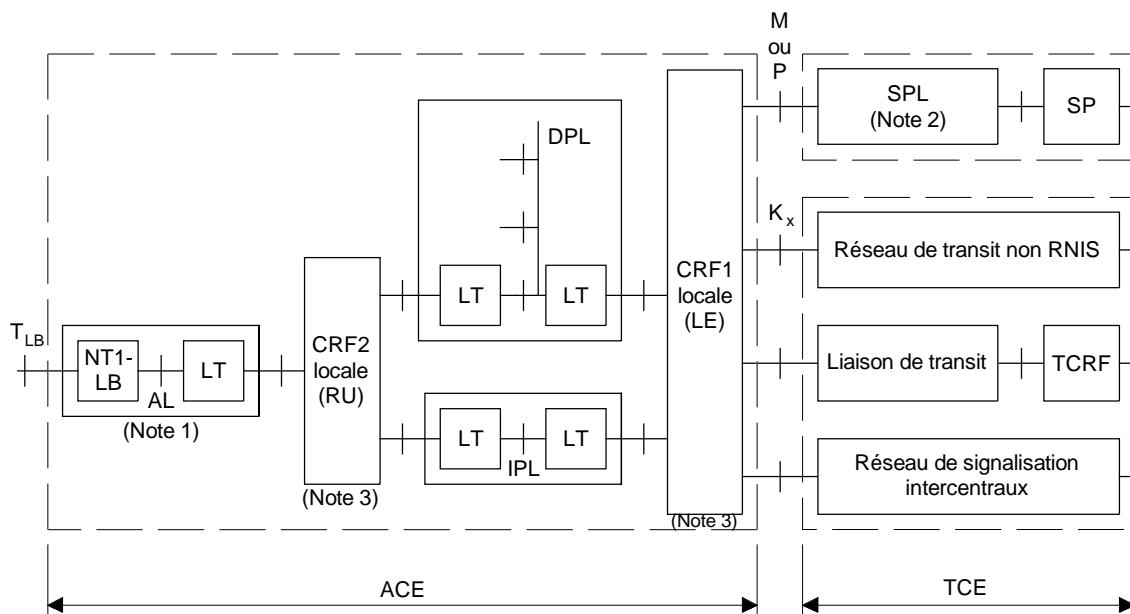 M
ou
P
SPL
(Note 2)
SP
DPL
K x
Réseau de transit non RNIS
CRF1
locale
(LE)
LT
LT
T LB
NT1-
LB
LT
AL
(Note 1)
CRF2
locale
(RU)
(Note 3)
Liaison de transit
TCRF
LT
LT
IPL
Réseau de signalisation
intercentraux
(Note 3)
ACE
TCE